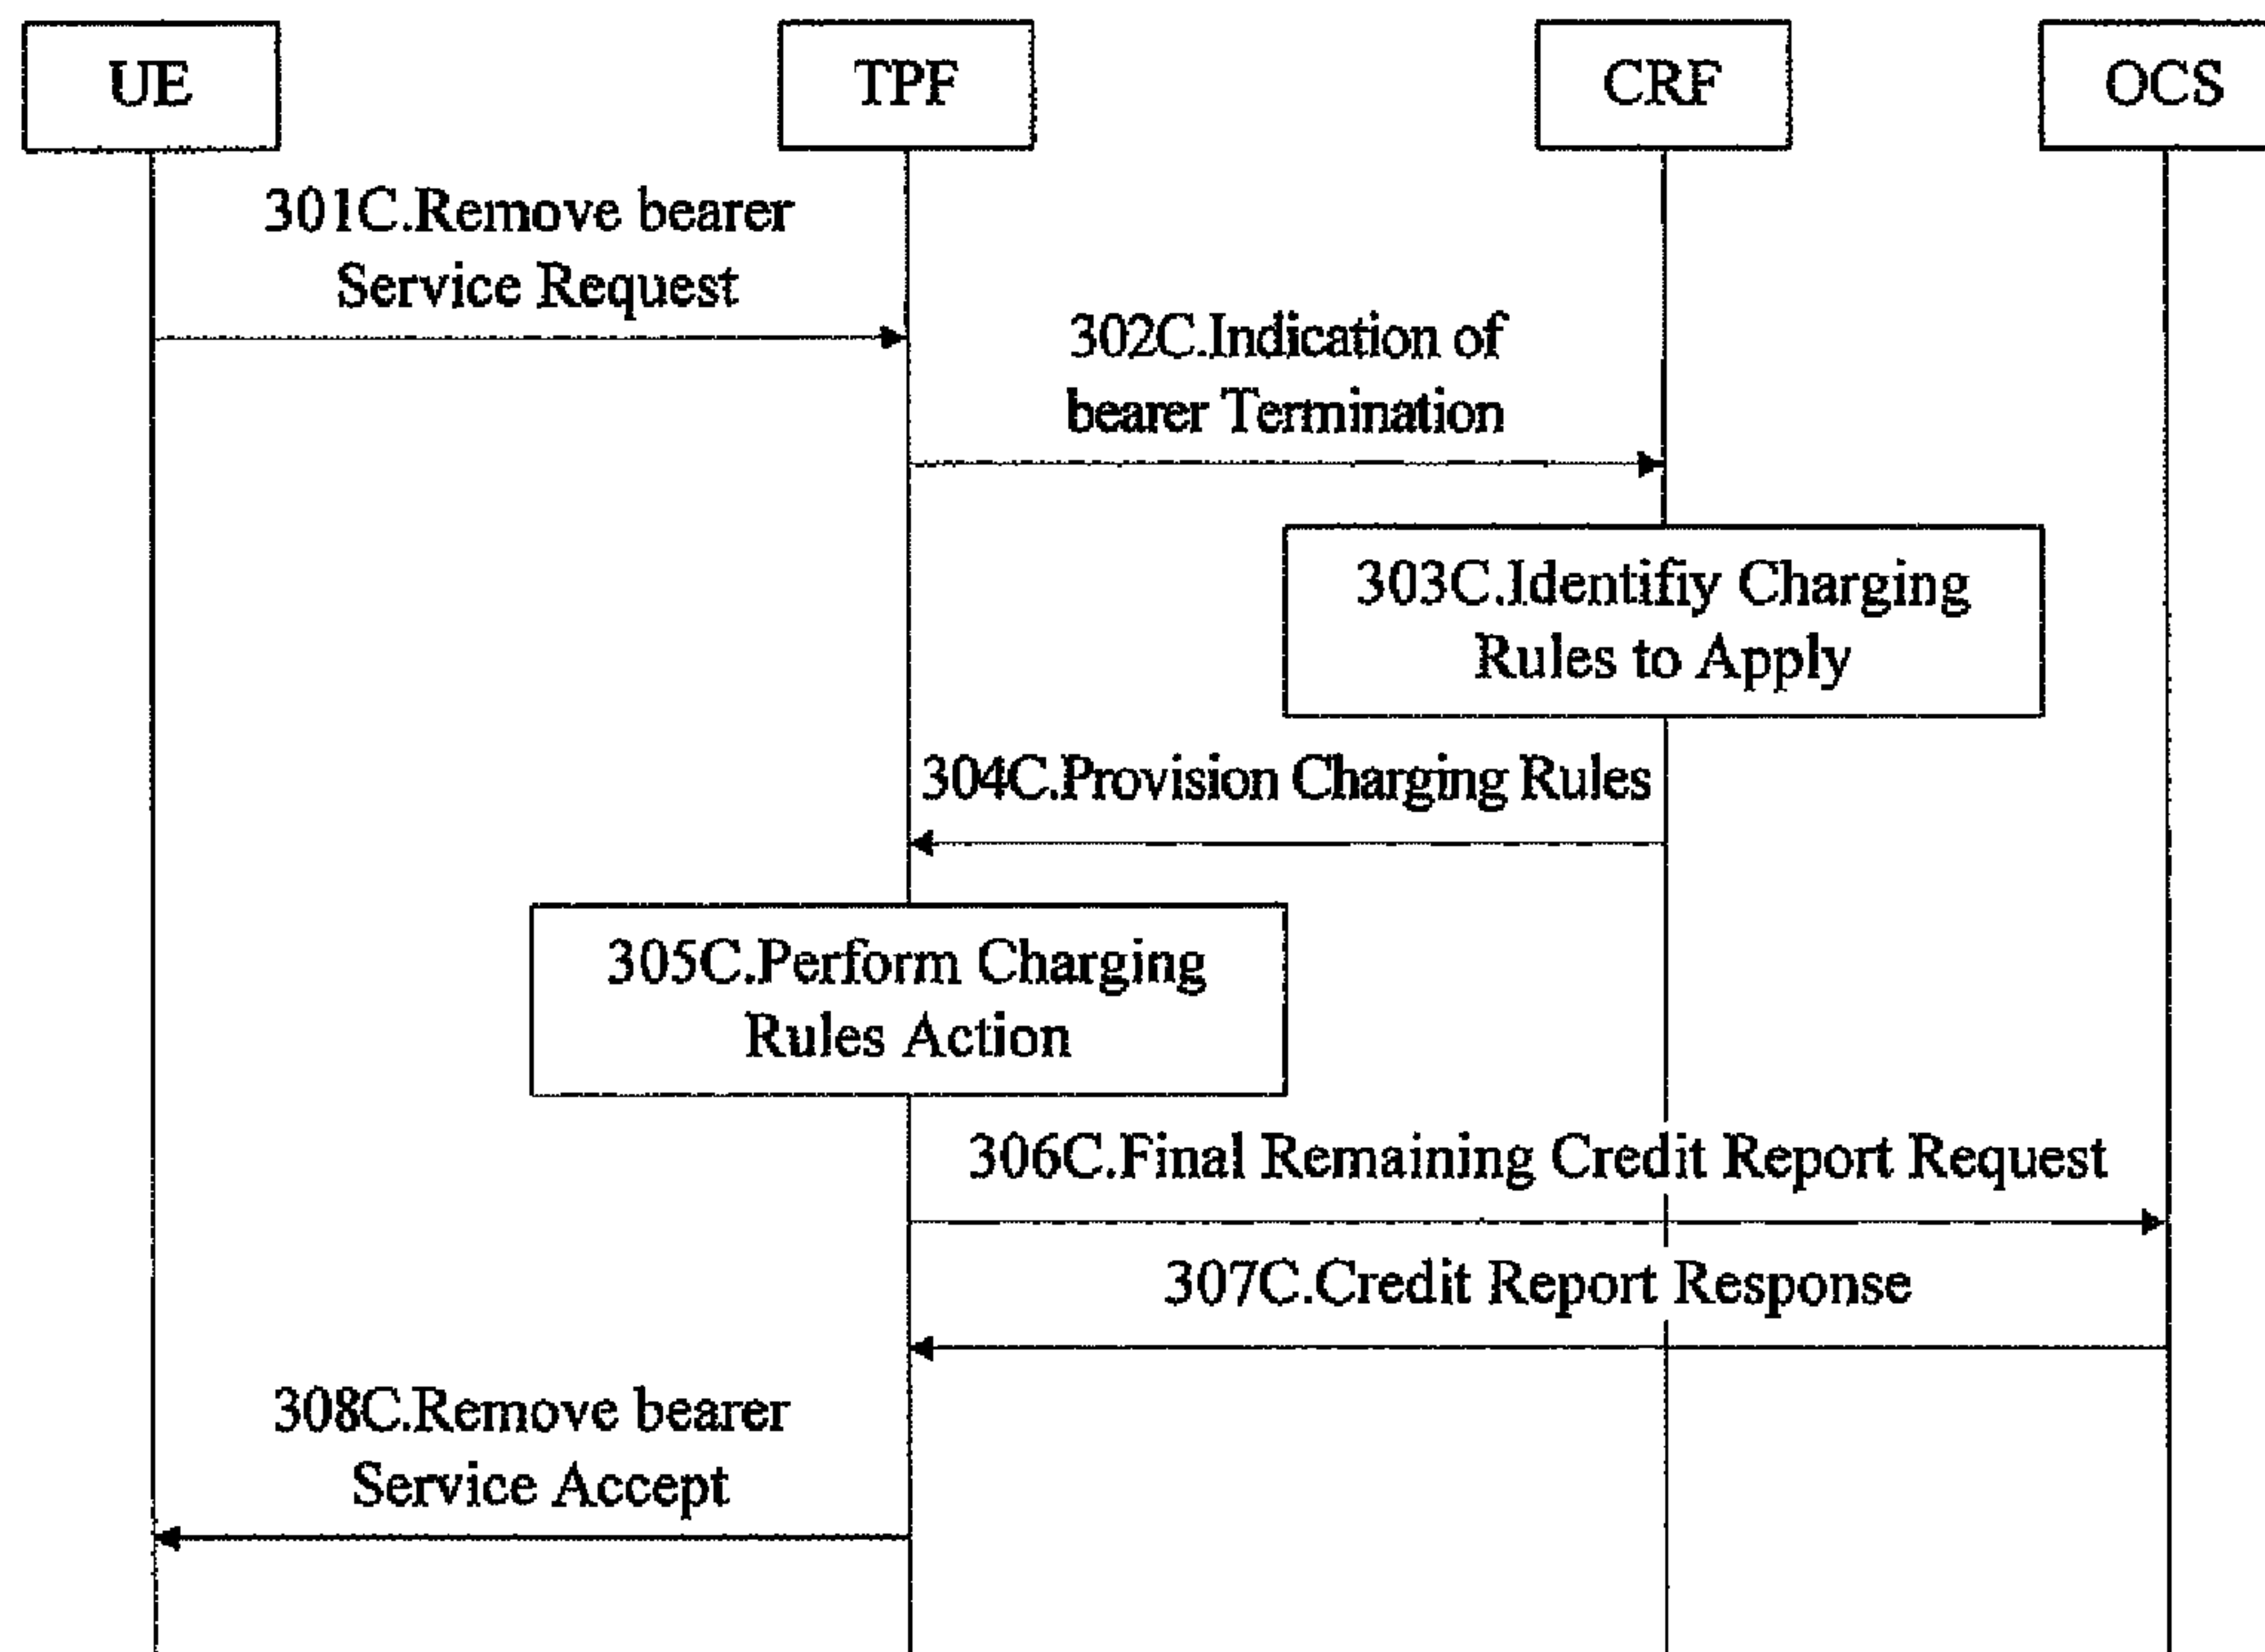 UE
TPF
CRF
OCS
301C.Remove bearer
Service Request
302C.Indication of
bearer Termination
303C.Identifiy Charging
Rules to Apply
304C.Provision Charging Rules
305C.Perform Charging
Rules Action
306C.Final Remaining Credit Report Request
307C.Credit Report Response
308C.Remove bearer
Service Accept